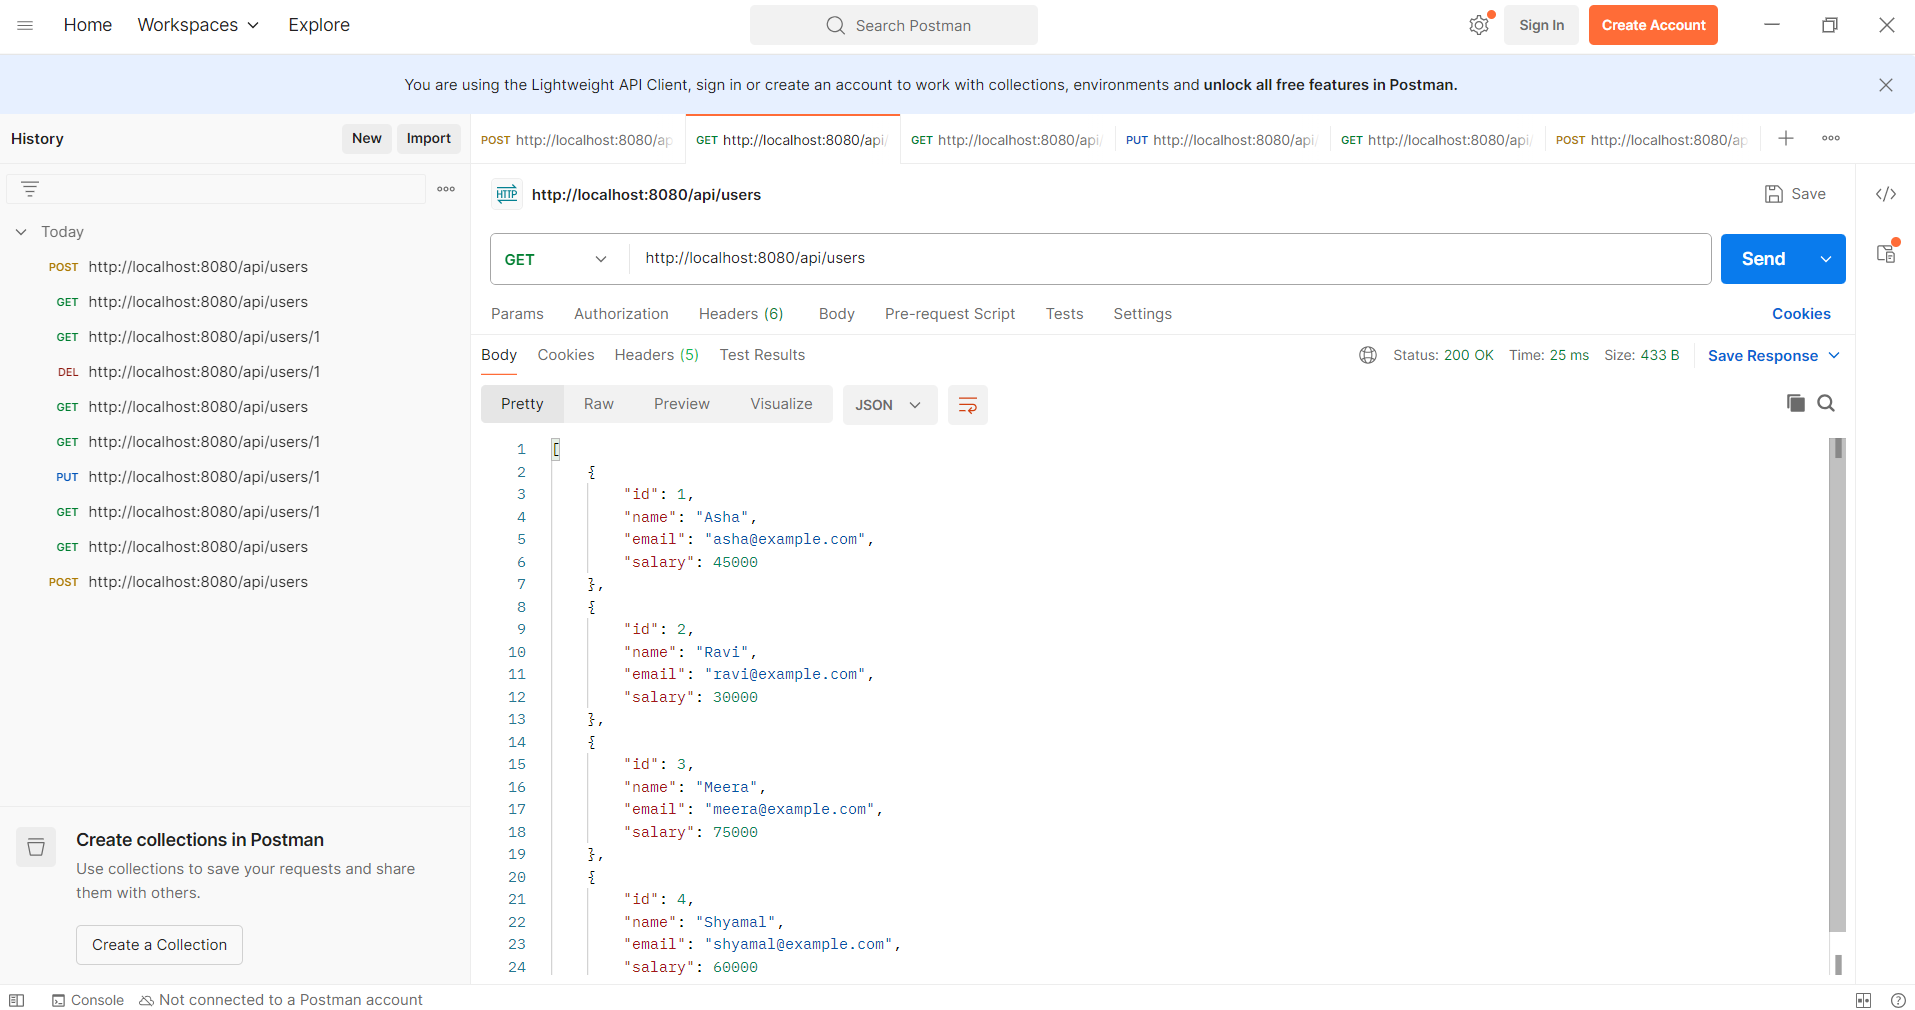 Home Workspaces Explore Search Postman Sign In Create Account
You are using the Lightweight API Client, sign in or create an account to work with collections, environments and unlock all free features in Postman.
History New Import
POST http://localhost:8080/ap GET http://localhost:8080/api/ GET http://localhost:8080/api/ PUT http://localhost:8080/api/ GET http://localhost:8080/api/ POST http://localhost:8080/ap
Today
POST http://localhost:8080/api/users
GET http://localhost:8080/api/users
GET http://localhost:8080/api/users/1
DEL http://localhost:8080/api/users/1
GET http://localhost:8080/api/users
GET http://localhost:8080/api/users/1
PUT http://localhost:8080/api/users/1
GET http://localhost:8080/api/users/1
GET http://localhost:8080/api/users
POST http://localhost:8080/api/users
Create collections in Postman
Use collections to save your requests and share
them with others.
Create a Collection
HTTP http://localhost:8080/api/users Save
GET http://localhost:8080/api/users Send
Params Authorization Headers (6) Body Pre-request Script Tests Settings Cookies
Body Cookies Headers (5) Test Results Status: 200 OK Time: 25 ms Size: 433 B Save Response
Pretty Raw Preview Visualize JSON
1 [
2 {
3 "id": 1,
4 "name": "Asha",
5 "email": "asha@example.com",
6 "salary": 45000
7 },
8 {
9 "id": 2,
10 "name": "Ravi",
11 "email": "ravi@example.com",
12 "salary": 30000
13 },
14 {
15 "id": 3,
16 "name": "Meera",
17 "email": "meera@example.com",
18 "salary": 75000
19 },
20 {
21 "id": 4,
22 "name": "Shyamal",
23 "email": "shyamal@example.com",
24 "salary": 60000
Console Not connected to a Postman account